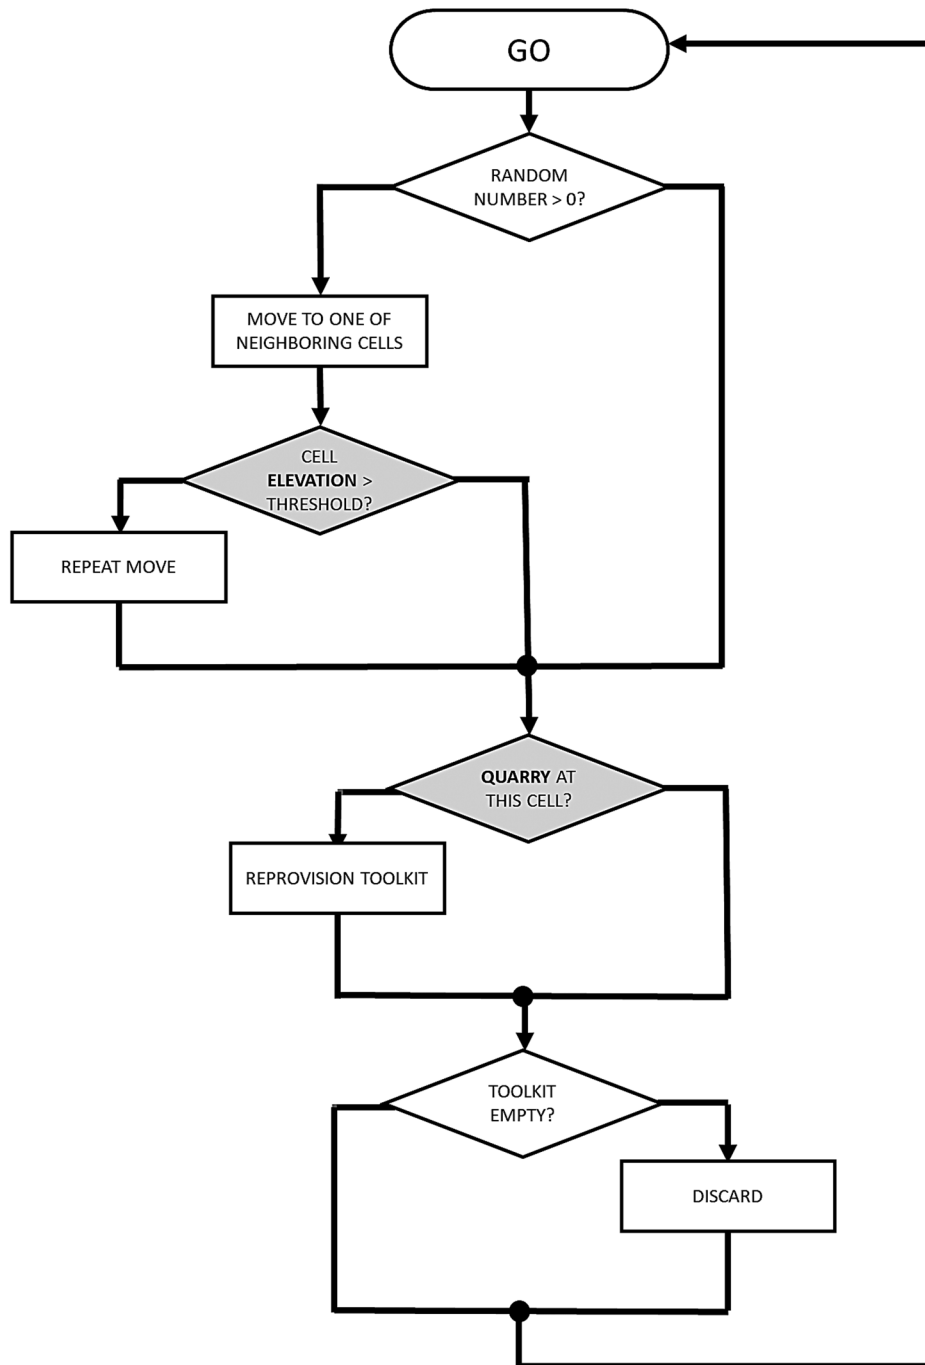 GO
RANDOM
NUMBER > 0?
MOVE TO ONE OF
NEIGHBORING CELLS
CELL
ELEVATION >
THRESHOLD?
REPEAT MOVE
QUARRY AT
THIS CELL?
REPROVISION TOOLKIT
TOOLKIT
EMPTY?
DISCARD